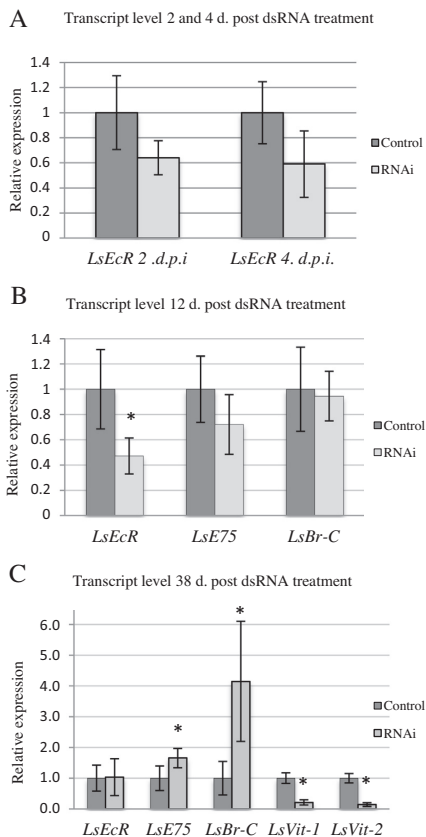 A Transcript level 2 and 4 d. post dsRNA treatment
Relative expression
1.4
1.2
1
0.8
0.6
0.4
0.2
0
Control
RNAi
LsEcR 2 .d.p.i
LsEcR 4. d.p.i.
B Transcript level 12 d. post dsRNA treatment
Relative expression
1.4
1.2
1
0.8
0.6
0.4
0.2
0
*
Control
RNAi
LsEcR
LsE75
LsBr-C
C Transcript level 38 d. post dsRNA treatment
Relative expression
6.0
5.0
4.0
3.0
2.0
1.0
0.0
*
*
*
*
Control
RNAi
LsEcR
LsE75
LsBr-C
LsVit-1
LsVit-2